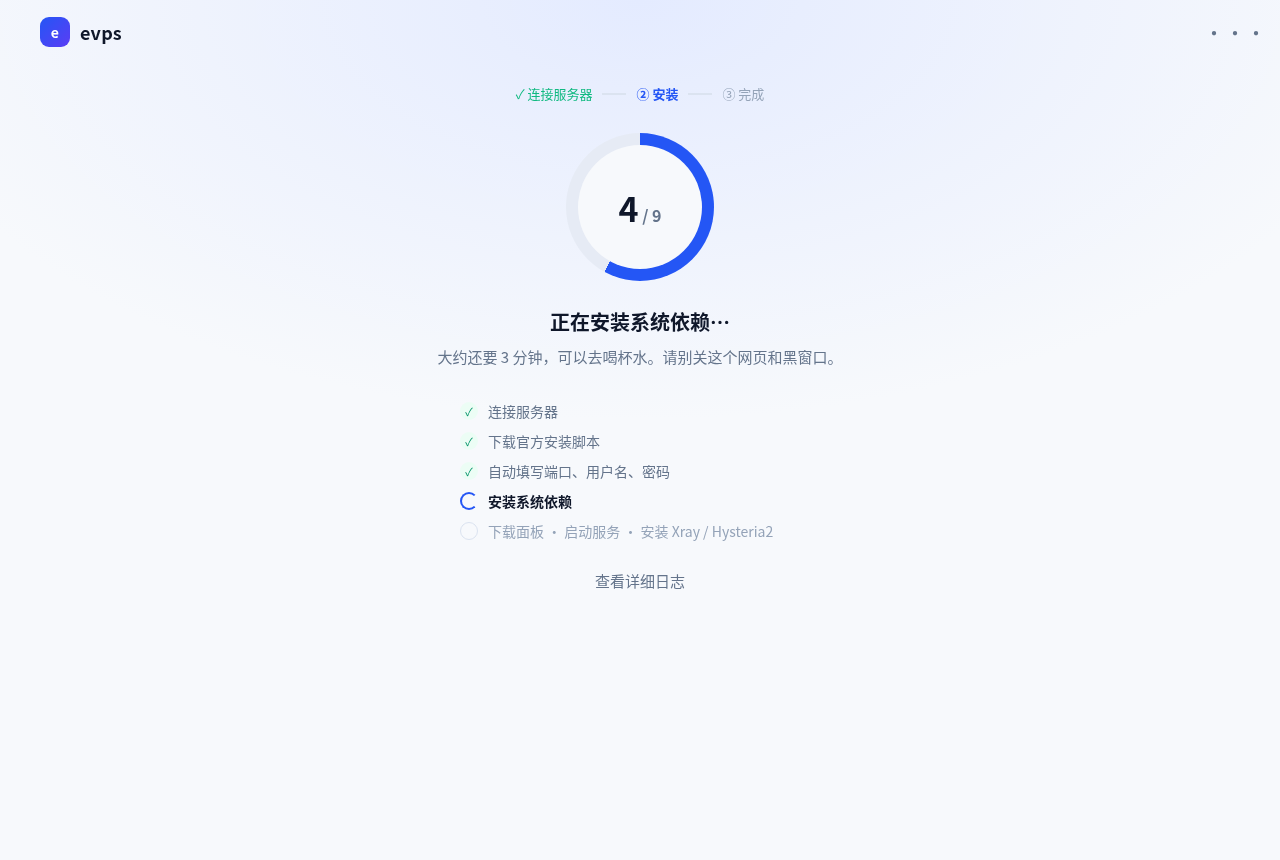 e evps
✓ 连接服务器 ② 安装 ③ 完成
4 / 9
正在安装系统依赖…
大约还要 3 分钟，可以去喝杯水。请别关这个网页和黑窗口。
✓ 连接服务器
✓ 下载官方安装脚本
✓ 自动填写端口、用户名、密码
安装系统依赖
下载面板 · 启动服务 · 安装 Xray / Hysteria2
查看详细日志